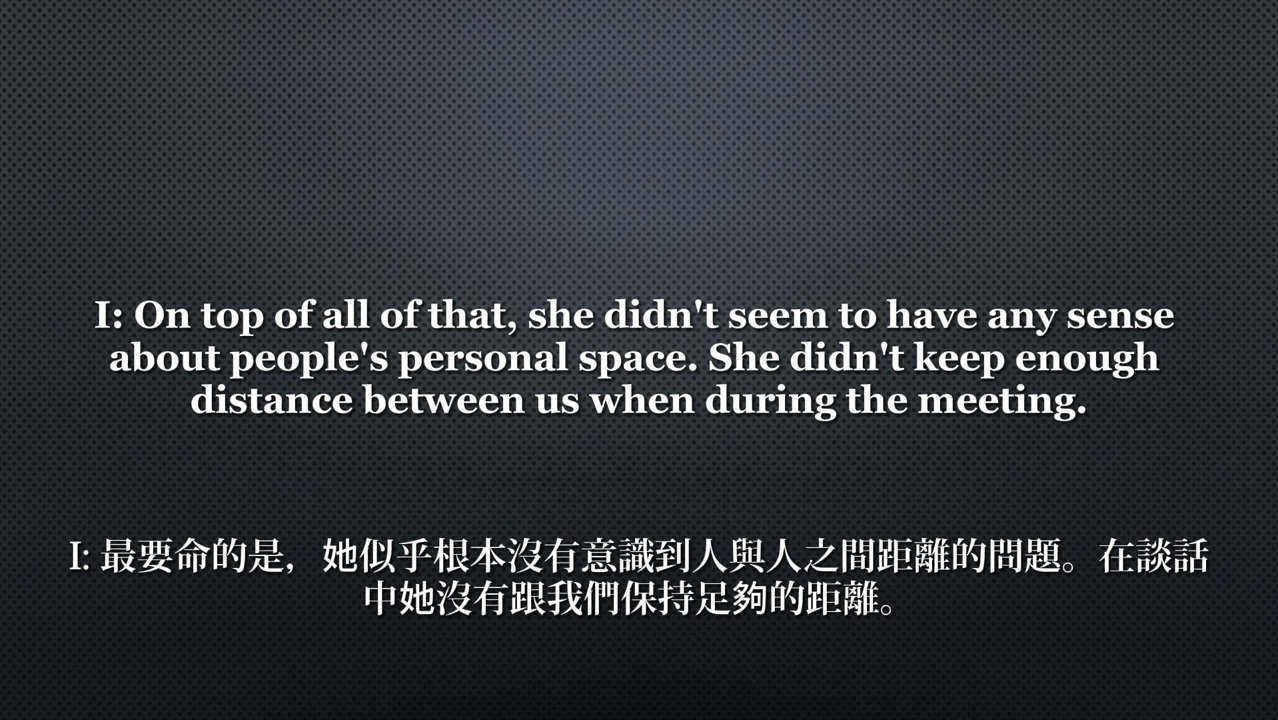 I: On top of all of that, she didn't seem to have any sense
about people's personal space. She didn't keep enough
distance between us when during the meeting.
I: 最要命的是，她似乎根本沒有意識到人與人之間距離的問題。在談話
中她沒有跟我們保持足夠的距離。